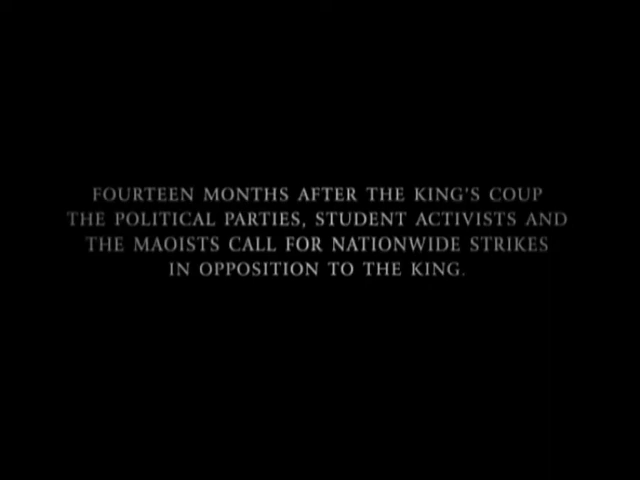 FOURTEEN MONTHS AFTER THE KING'S COUP
THE POLITICAL PARTIES, STUDENT ACTIVISTS AND
THE MAOISTS CALL FOR NATIONWIDE STRIKES
IN OPPOSITION TO THE KING.